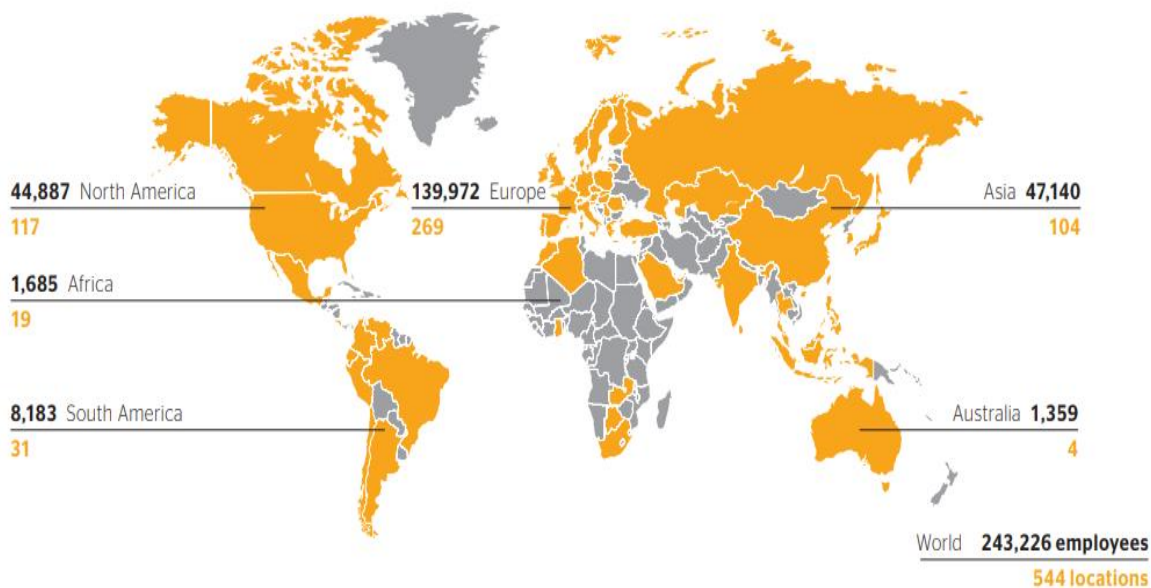 44,887 North America
117
139,972 Europe
269
Asia 47,140
104
1,685 Africa
19
8,183 South America
31
Australia 1,359
4
World 243,226 employees
544 locations